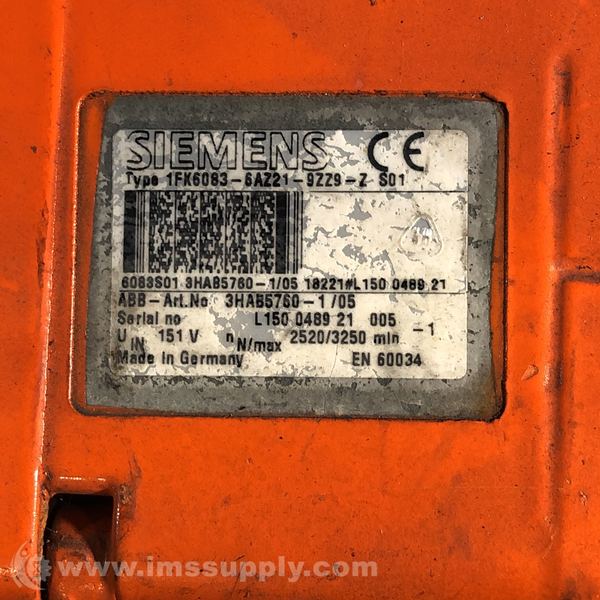 SIEMENS CE
Type 1FK6083-6AZ21-9ZZ9-Z S01
6083S01 3HAB5760-1/05 18221#L150 0489 21
ABB-Art.No. 3HAB5760-1/05
Serial no L150 0489 21 005
U IN 151 V n N/max 2520/3250 min -1
Made in Germany EN 60034
www.imssupply.com